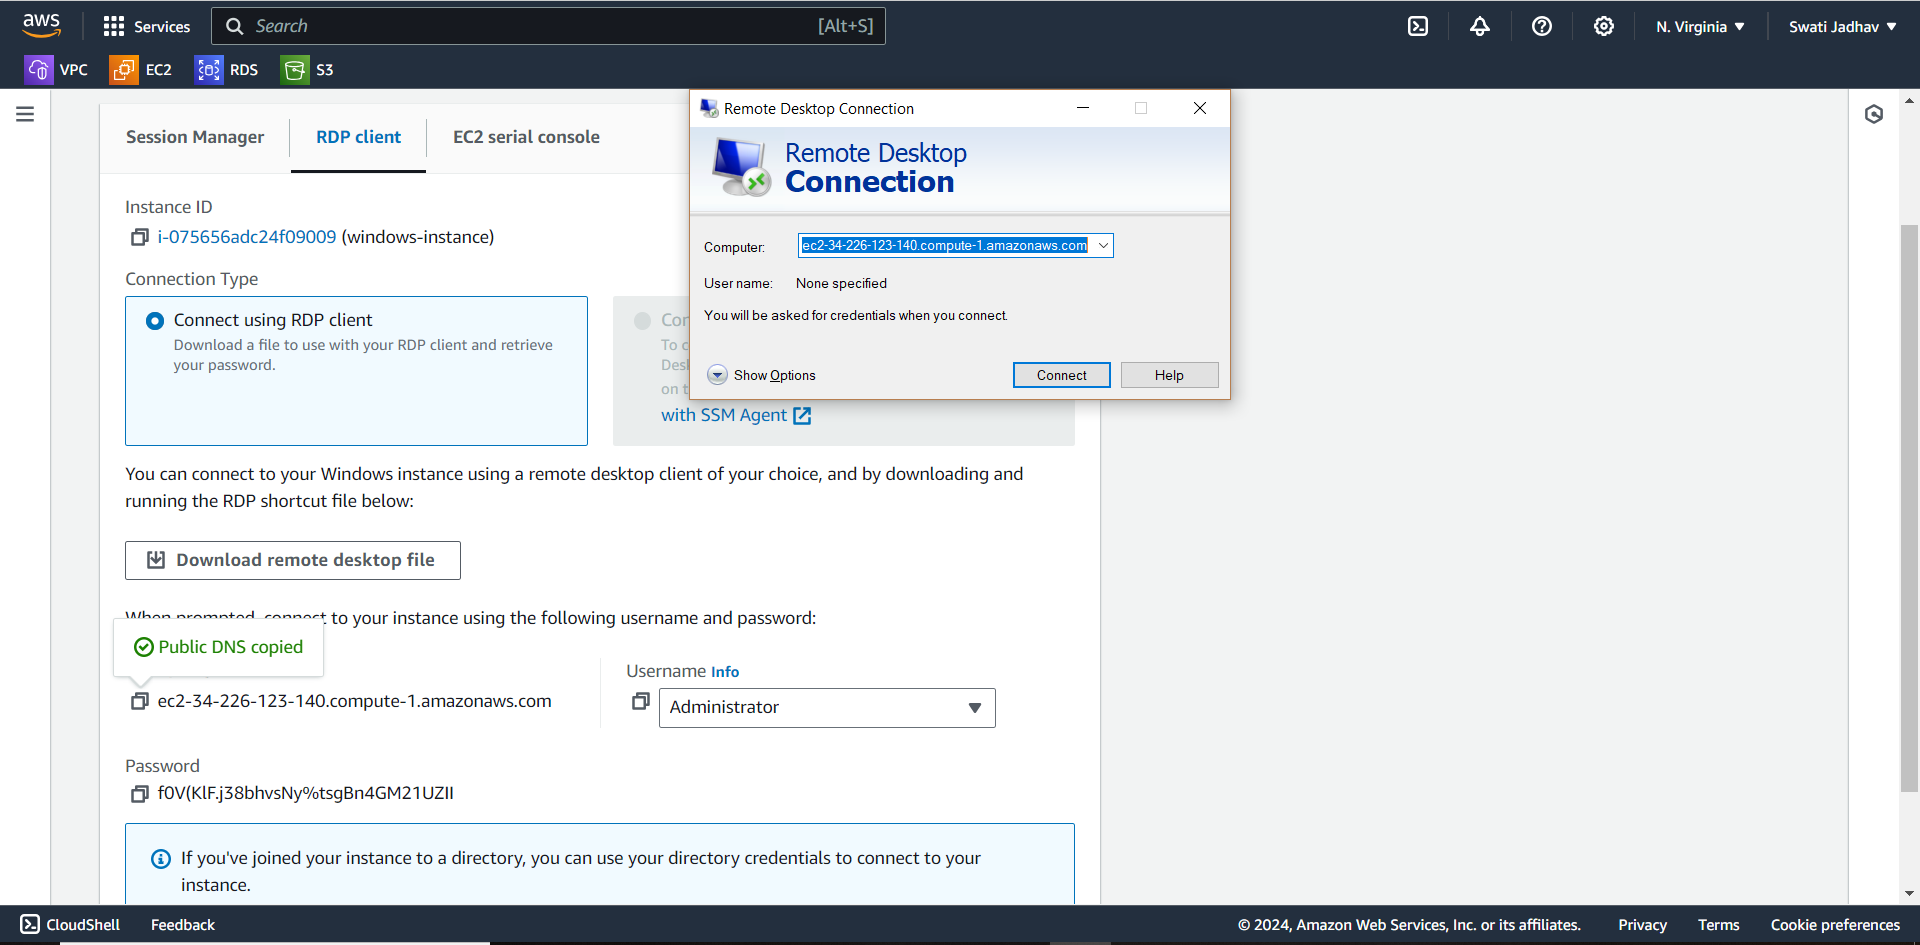 aws
Services
Search
[Alt+S]
N. Virginia
Swati Jadhav
VPC
EC2
RDS
S3
Session Manager
RDP client
EC2 serial console
Instance ID
i-075656adc24f09009 (windows-instance)
Connection Type
Connect using RDP client
Download a file to use with your RDP client and retrieve
your password.
with SSM Agent
Remote Desktop Connection
Remote Desktop
Connection
Computer:
ec2-34-226-123-140.compute-1.amazonaws.com
User name:
None specified
You will be asked for credentials when you connect.
Show Options
Connect
Help
You can connect to your Windows instance using a remote desktop client of your choice, and by downloading and
running the RDP shortcut file below:
Download remote desktop file
When prompted, connect to your instance using the following username and password:
Public DNS copied
ec2-34-226-123-140.compute-1.amazonaws.com
Username Info
Administrator
Password
f0V(KlF.j38bhvsNy%tsgBn4GM21UZII
If you've joined your instance to a directory, you can use your directory credentials to connect to your
instance.
CloudShell
Feedback
© 2024, Amazon Web Services, Inc. or its affiliates.
Privacy
Terms
Cookie preferences